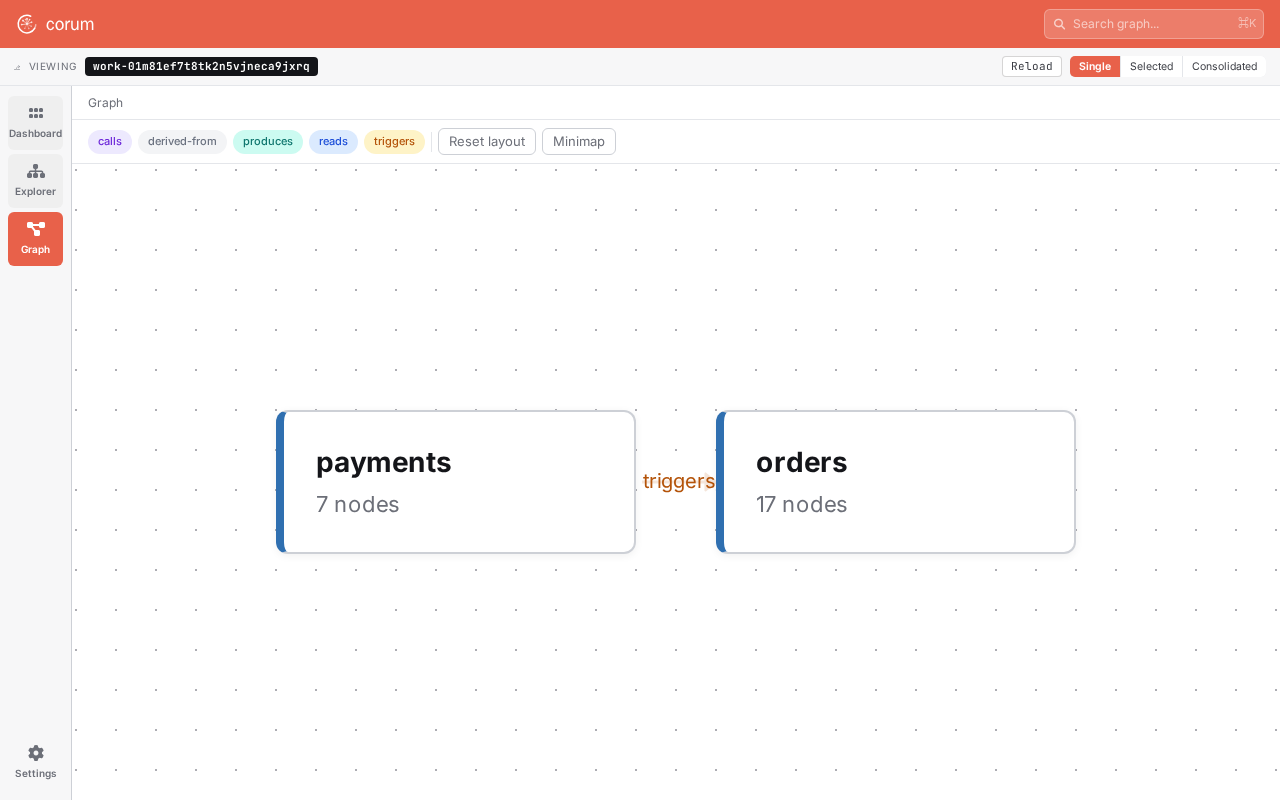 corum
Search graph... ⌘K
VIEWING work-01m81ef7t8tk2n5vjneca9jxrq
Reload Single Selected Consolidated
Graph
calls derived-from produces reads triggers Reset layout Minimap
Dashboard
Explorer
Graph
payments
7 nodes
triggers
orders
17 nodes
Settings